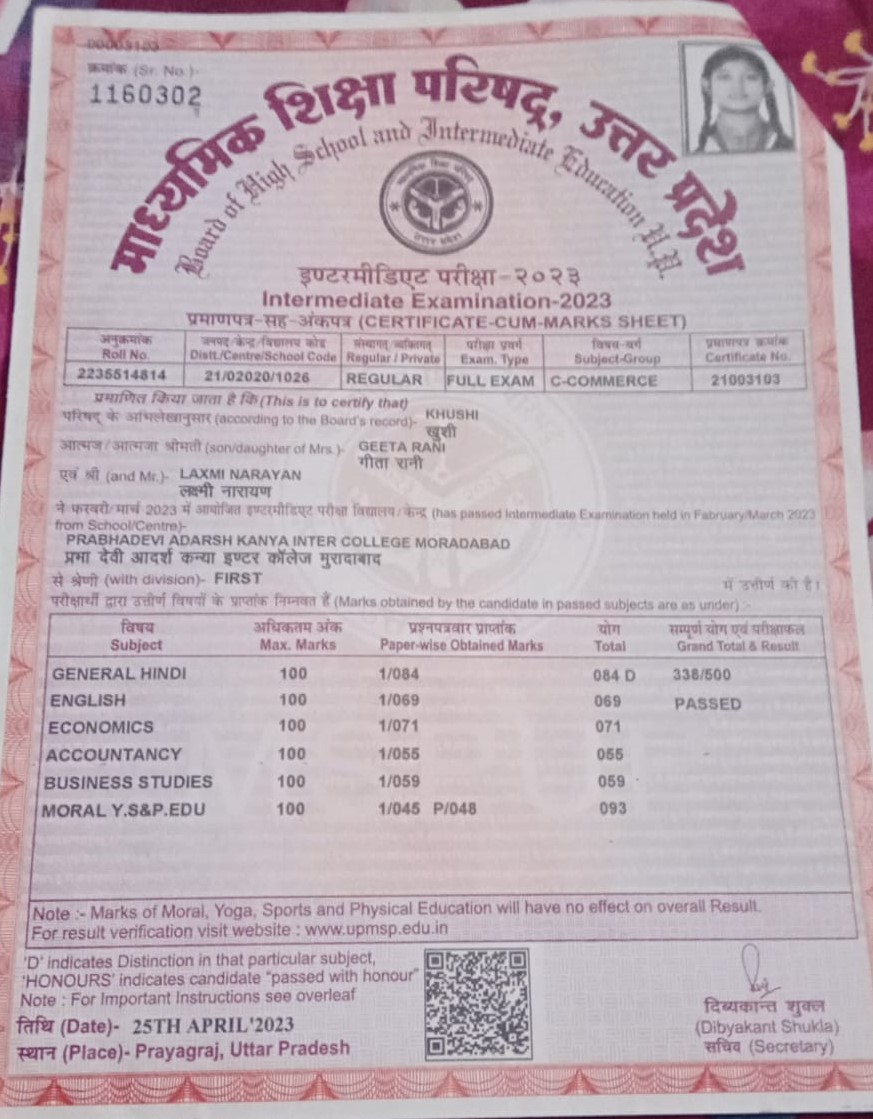 00003103
क्रमांक (Sr. No.)-
1160302
माध्यमिक शिक्षा परिषद्, उत्तर प्रदेश
Board of High School and Intermediate Education U.P.
इण्टरमीडिएट परीक्षा-२०२३
Intermediate Examination-2023
प्रमाणपत्र-सह-अंकपत्र (CERTIFICATE-CUM-MARKS SHEET)
अनुक्रमांक जनपद/केन्द्र/विद्यालय कोड संस्थागत/व्यक्तिगत परीक्षा प्रवर्ग विषय-वर्ग प्रमाणपत्र क्रमांक
Roll No. Distt./Centre/School Code Regular / Private Exam. Type Subject-Group Certificate No.
2235514814 21/02020/1026 REGULAR FULL EXAM C-COMMERCE 21003103
प्रमाणित किया जाता है कि (This is to certify that)
परिषद् के अभिलेखानुसार (according to the Board's record)- KHUSHI
खुशी
आत्मज/आत्मजा श्रीमती (son/daughter of Mrs.)- GEETA RANI
गीता रानी
एवं श्री (and Mr.)- LAXMI NARAYAN
लक्ष्मी नारायण
ने फरवरी/मार्च 2023 में आयोजित इण्टरमीडिएट परीक्षा विद्यालय/केन्द्र (has passed Intermediate Examination held in Fabruary/March 2023
from School/Centre)-
PRABHADEVI ADARSH KANYA INTER COLLEGE MORADABAD
प्रभा देवी आदर्श कन्या इण्टर कॉलेज मुरादाबाद
से श्रेणी (with division)- FIRST में उत्तीर्ण की है।
परीक्षार्थी द्वारा उत्तीर्ण विषयों के प्राप्तांक निम्नवत हैं (Marks obtained by the candidate in passed subjects are as under) :-
विषय अधिकतम अंक प्रश्नपत्रवार प्राप्तांक योग सम्पूर्ण योग एवं परीक्षाफल
Subject Max. Marks Paper-wise Obtained Marks Total Grand Total & Result
GENERAL HINDI 100 1/084 084 D 338/500
ENGLISH 100 1/069 069 PASSED
ECONOMICS 100 1/071 071
ACCOUNTANCY 100 1/055 055
BUSINESS STUDIES 100 1/059 059
MORAL Y.S&P.EDU 100 1/045 P/048 093
Note :- Marks of Moral, Yoga, Sports and Physical Education will have no effect on overall Result.
For result verification visit website : www.upmsp.edu.in
'D' indicates Distinction in that particular subject,
'HONOURS' indicates candidate "passed with honour"
Note : For Important Instructions see overleaf
तिथि (Date)- 25TH APRIL'2023
स्थान (Place)- Prayagraj, Uttar Pradesh
दिब्यकान्त शुक्ल
(Dibyakant Shukla)
सचिव (Secretary)